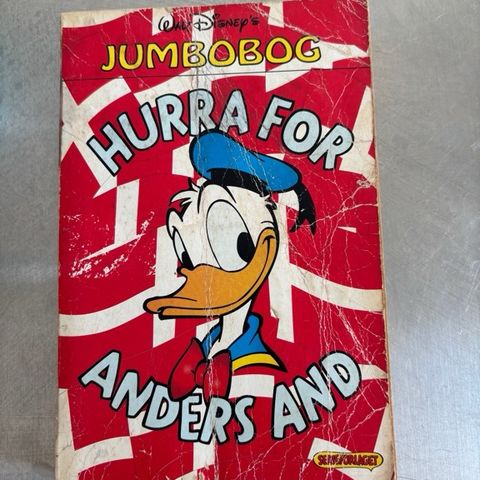 Walt Disney's
JUMBOBOG
HURRA FOR
ANDERS AND
SERIEFORLAGET